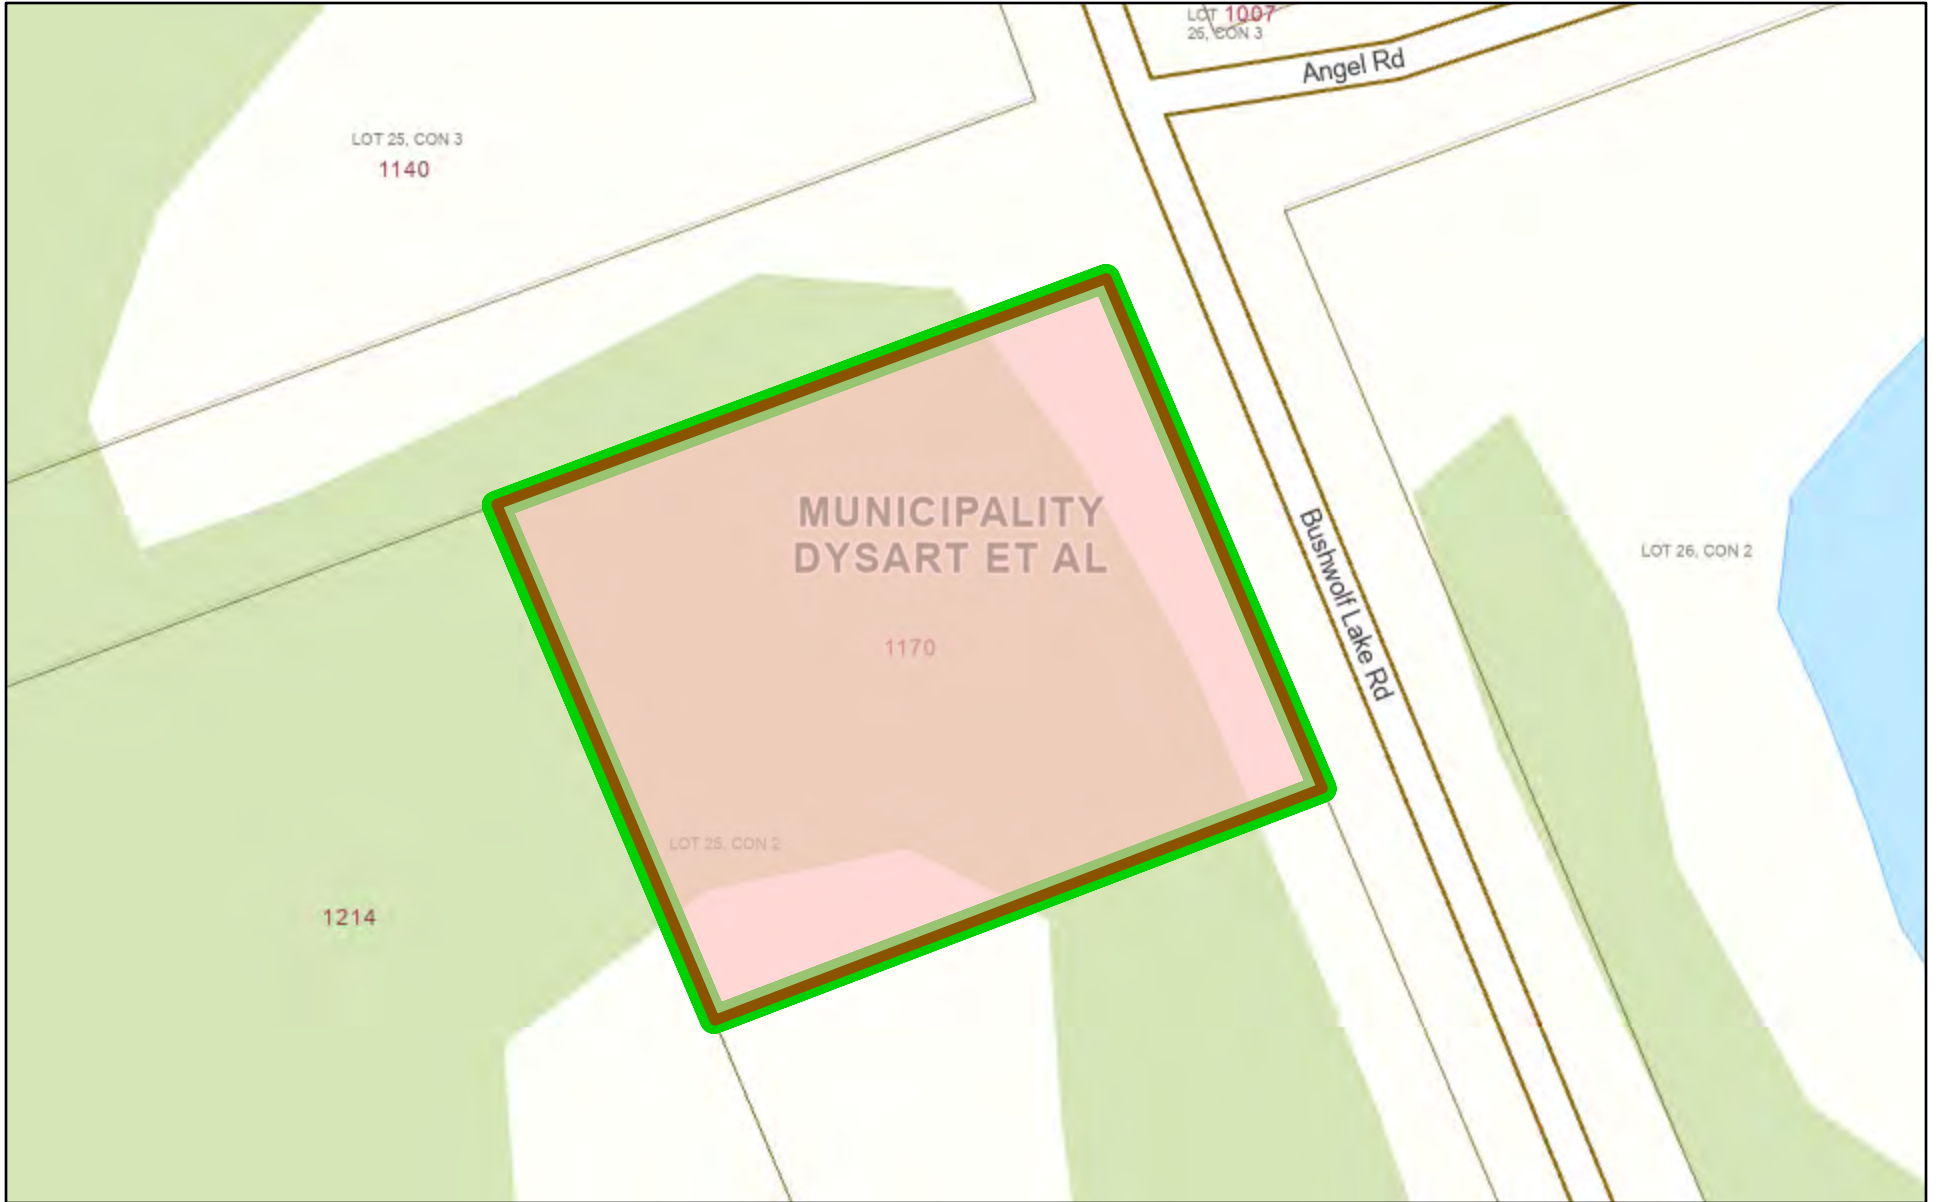 LOT 1007
26, CON 3
Angel Rd
LOT 25, CON 3
1140
MUNICIPALITY
DYSART ET AL
Bushwolf Lake Rd
LOT 26, CON 2
1170
LOT 25, CON 2
1214